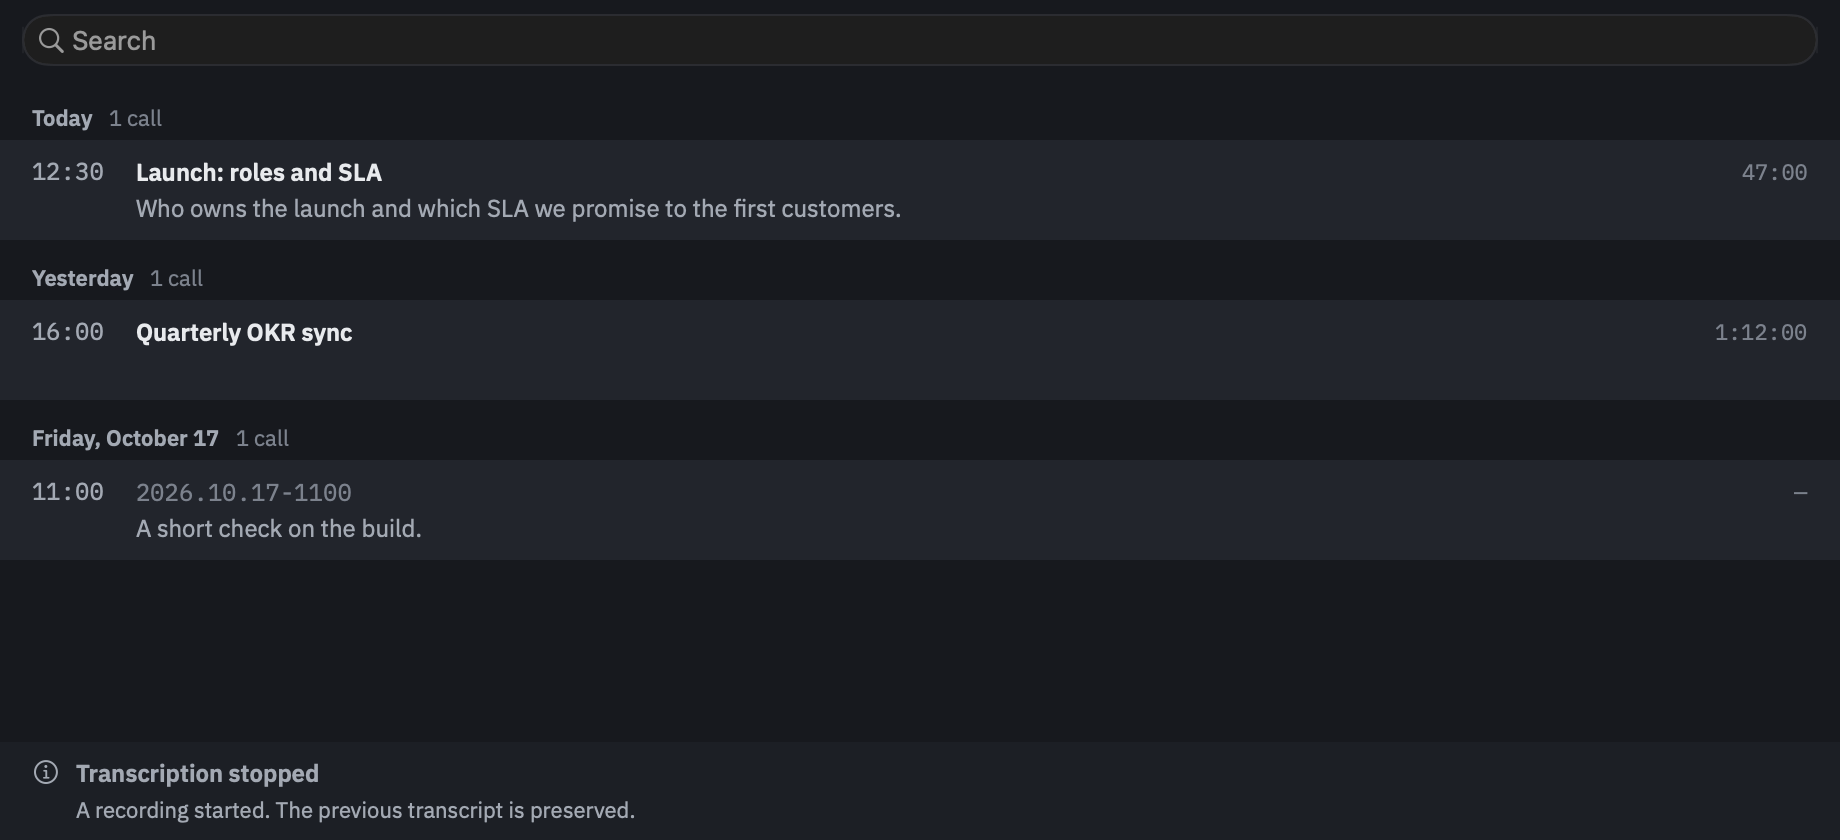 Search
Today 1 call
12:30 Launch: roles and SLA 47:00
Who owns the launch and which SLA we promise to the first customers.
Yesterday 1 call
16:00 Quarterly OKR sync 1:12:00
Friday, October 17 1 call
11:00 2026.10.17-1100 —
A short check on the build.
Transcription stopped
A recording started. The previous transcript is preserved.